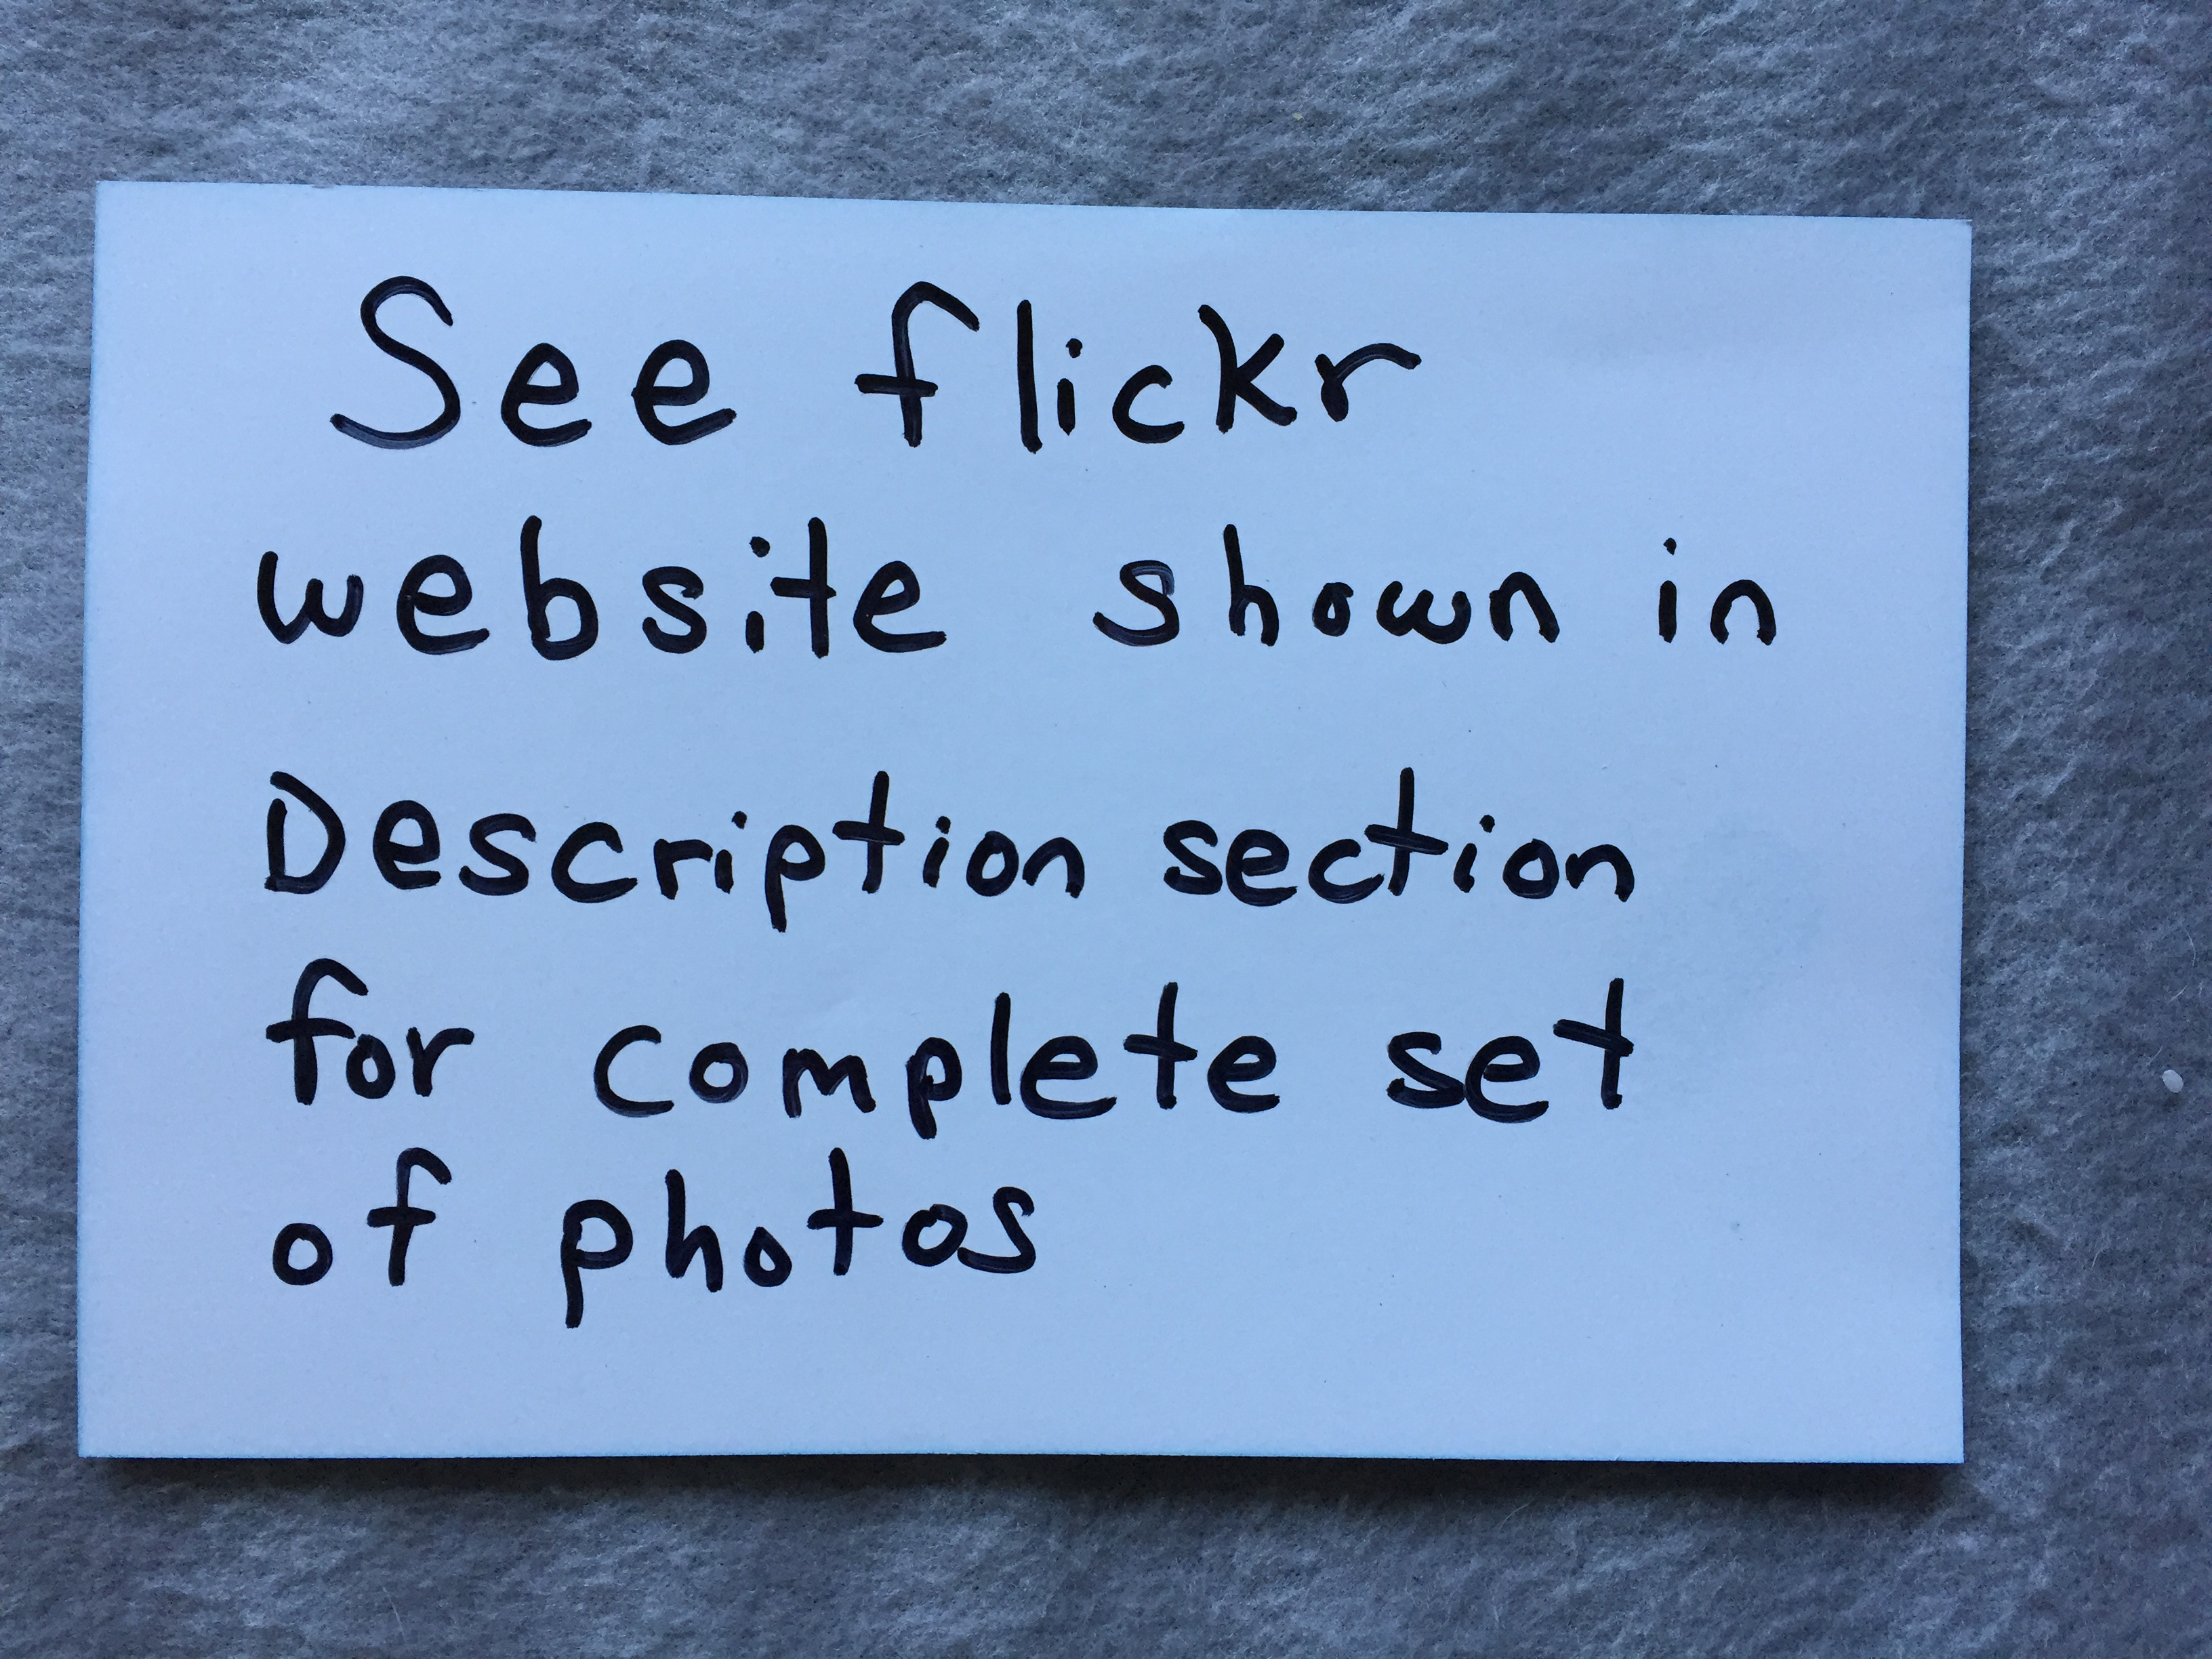 See flickr
website shown in
Description section
for complete set
of photos